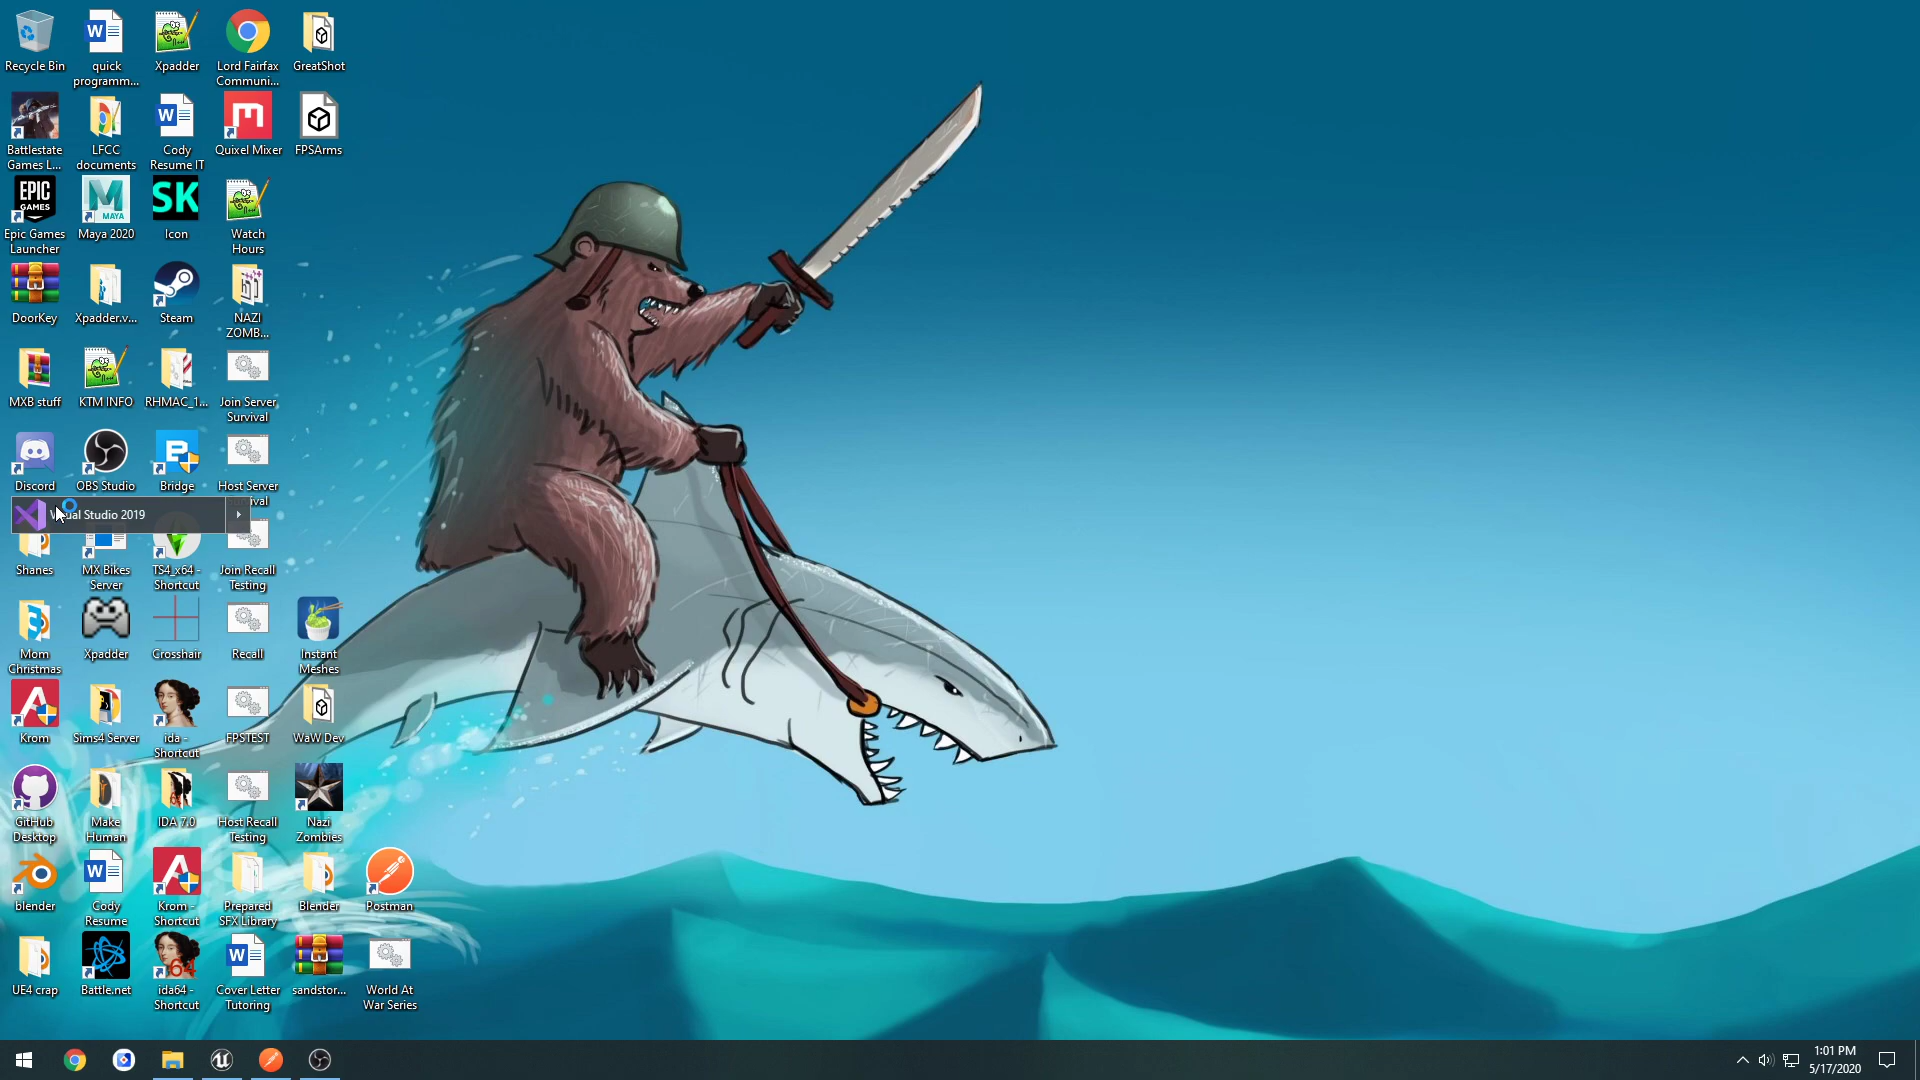 Recycle Bin
quick
programm...
Xpadder
Lord Fairfax
Communi...
GreatShot
Battlestate
Games L...
LFCC
documents
Cody
Resume IT
Quixel Mixer
FPSArms
EPIC
GAMES
Epic Games
Launcher
MAYA
Maya 2020
SK
Icon
Watch
Hours
DoorKey
Xpadder.v...
Steam
NAZI
ZOMB...
MXB stuff
KTM INFO
RHMAC_1...
Join Server
Survival
Discord
OBS Studio
Bridge
Host Server
Visual Studio 2019
Shanes
MX Bikes
Server
TS4_x64 -
Shortcut
Join Recall
Testing
Mom
Christmas
Xpadder
Crosshair
Recall
Instant
Meshes
Krom
Sims4 Server
ida -
Shortcut
FPSTEST
WaW Dev
GitHub
Desktop
Make
Human
IDA 7.0
Host Recall
Testing
Nazi
Zombies
blender
Cody
Resume
Krom -
Shortcut
Prepared
SFX Library
Blender
Postman
UE4 crap
Battle.net
64
ida64 -
Shortcut
Cover Letter
Tutoring
sandstor...
World At
War Series
1:01 PM
5/17/2020